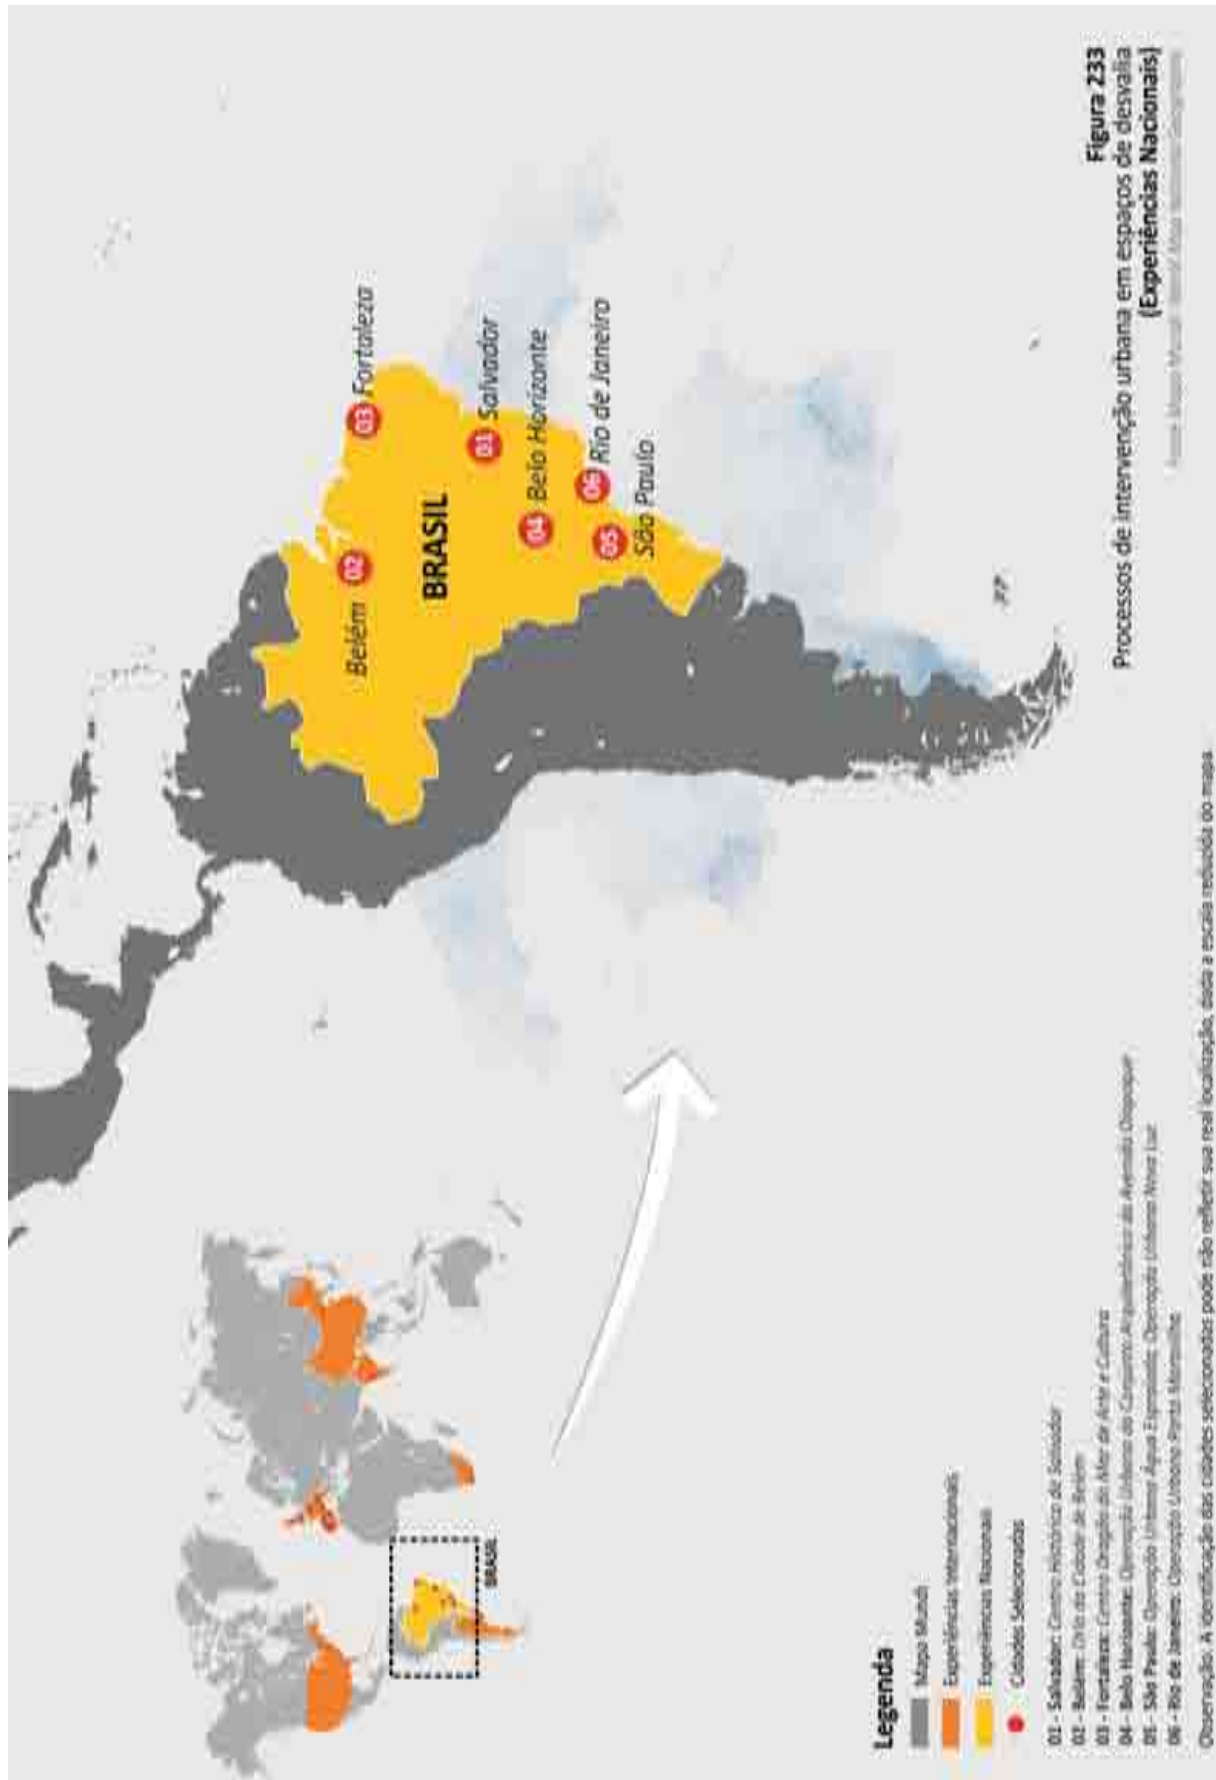 BRASIL
03 Fortaleza
Belém 02
BRASIL
01 Salvador
04 Belo Horizonte
06 Rio de Janeiro
05
São Paulo
Legenda
Mapa Mundi
Experiências Internacionais
Experiências Nacionais
Cidades Selecionadas
01 - Salvador: Centro Histórico de Salvador
02 - Belém: Orla da Cidade de Belém
03 - Fortaleza: Centro Dragão do Mar de Arte e Cultura
04 - Belo Horizonte: Operação Urbana do Conjunto Arquitetônico da Avenida Oiapoque
05 - São Paulo: Operação Urbana Água Espraiada; Operação Urbana Nova Luz
06 - Rio de Janeiro: Operação Urbana Porto Maravilha
Observação: A identificação das cidades selecionadas pode não refletir sua real localização, dada a escala reduzida do mapa.
Figura 233
Processos de intervenção urbana em espaços de desvalia
(Experiências Nacionais)